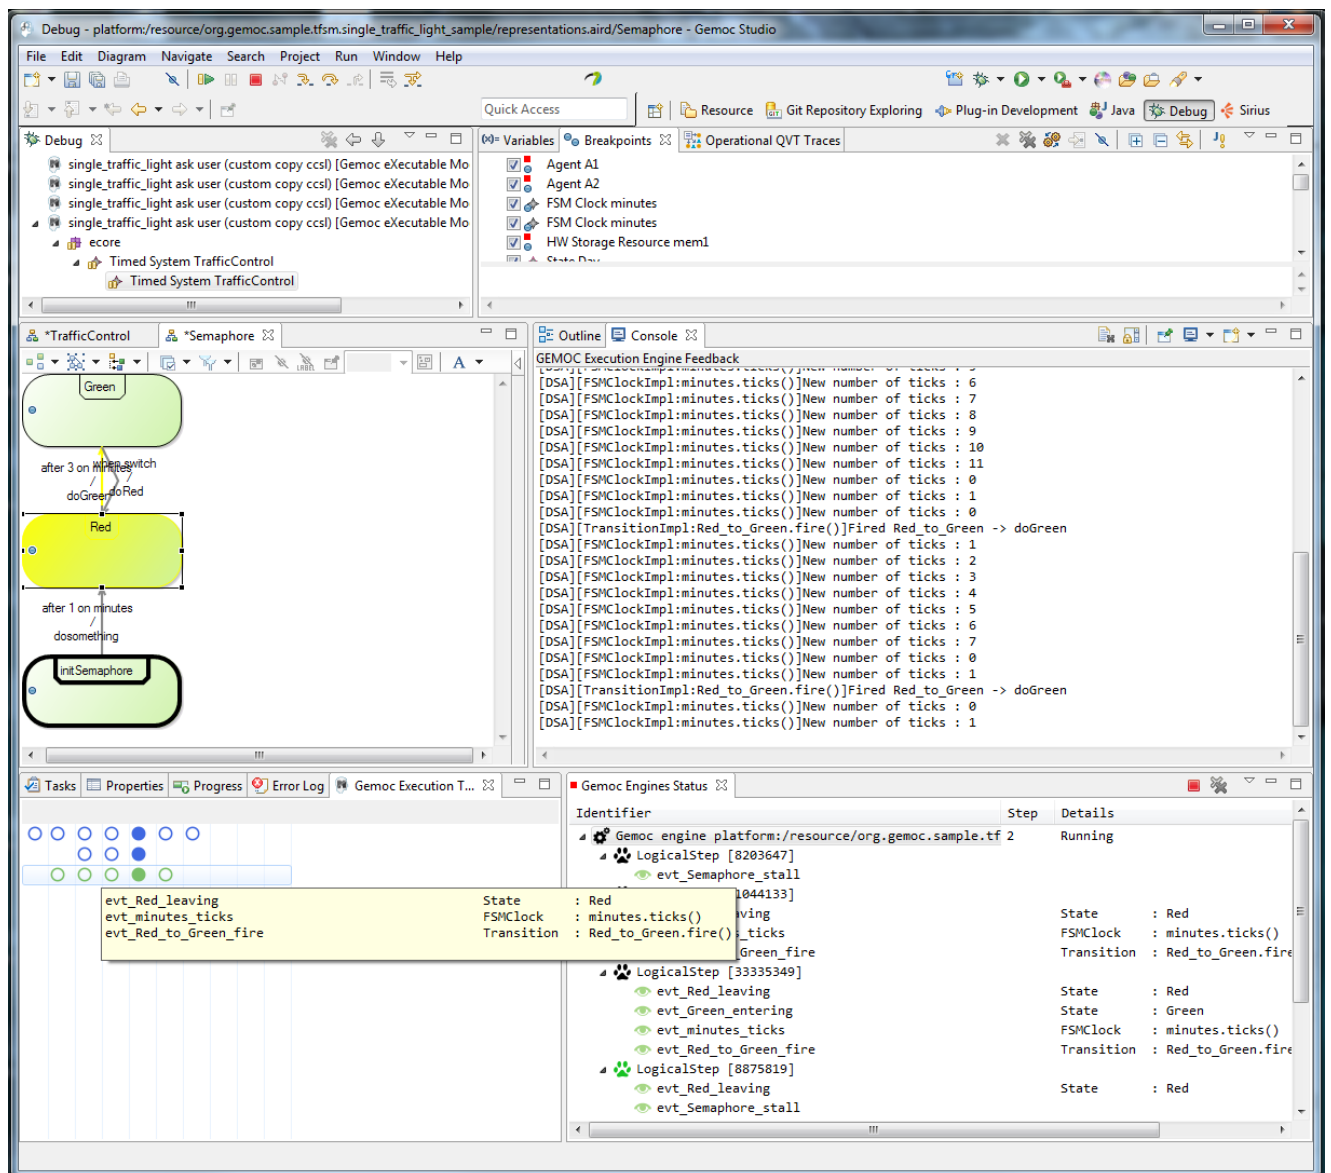 Debug - platform:/resource/org.gemoc.sample.tfsm.single_traffic_light_sample/representations.aird/Semaphore - Gemoc Studio
File Edit Diagram Navigate Search Project Run Window Help
Quick Access
Resource Git Repository Exploring Plug-in Development Java Debug Sirius
Debug
single_traffic_light ask user (custom copy ccsl) [Gemoc eXecutable Mo
single_traffic_light ask user (custom copy ccsl) [Gemoc eXecutable Mo
single_traffic_light ask user (custom copy ccsl) [Gemoc eXecutable Mo
single_traffic_light ask user (custom copy ccsl) [Gemoc eXecutable Mo
ecore
Timed System TrafficControl
Timed System TrafficControl
(x)= Variables Breakpoints Operational QVT Traces
Agent A1
Agent A2
FSM Clock minutes
FSM Clock minutes
HW Storage Resource mem1
State Day
*TrafficControl *Semaphore
A
Green
after 3 on minutes
/
doGreen
when switch
/
doRed
Red
after 1 on minutes
/
dosomething
initSemaphore
Outline Console
GEMOC Execution Engine Feedback
[DSA][FSMClockImpl:minutes.ticks()]New number of ticks : 5
[DSA][FSMClockImpl:minutes.ticks()]New number of ticks : 6
[DSA][FSMClockImpl:minutes.ticks()]New number of ticks : 7
[DSA][FSMClockImpl:minutes.ticks()]New number of ticks : 8
[DSA][FSMClockImpl:minutes.ticks()]New number of ticks : 9
[DSA][FSMClockImpl:minutes.ticks()]New number of ticks : 10
[DSA][FSMClockImpl:minutes.ticks()]New number of ticks : 11
[DSA][FSMClockImpl:minutes.ticks()]New number of ticks : 0
[DSA][FSMClockImpl:minutes.ticks()]New number of ticks : 1
[DSA][FSMClockImpl:minutes.ticks()]New number of ticks : 0
[DSA][TransitionImpl:Red_to_Green.fire()]Fired Red_to_Green -> doGreen
[DSA][FSMClockImpl:minutes.ticks()]New number of ticks : 1
[DSA][FSMClockImpl:minutes.ticks()]New number of ticks : 2
[DSA][FSMClockImpl:minutes.ticks()]New number of ticks : 3
[DSA][FSMClockImpl:minutes.ticks()]New number of ticks : 4
[DSA][FSMClockImpl:minutes.ticks()]New number of ticks : 5
[DSA][FSMClockImpl:minutes.ticks()]New number of ticks : 6
[DSA][FSMClockImpl:minutes.ticks()]New number of ticks : 7
[DSA][FSMClockImpl:minutes.ticks()]New number of ticks : 0
[DSA][FSMClockImpl:minutes.ticks()]New number of ticks : 1
[DSA][TransitionImpl:Red_to_Green.fire()]Fired Red_to_Green -> doGreen
[DSA][FSMClockImpl:minutes.ticks()]New number of ticks : 0
[DSA][FSMClockImpl:minutes.ticks()]New number of ticks : 1
Tasks Properties Progress Error Log Gemoc Execution T...
evt_Red_leaving State : Red
evt_minutes_ticks FSMClock : minutes.ticks()
evt_Red_to_Green_fire Transition : Red_to_Green.fire()
Gemoc Engines Status
Identifier Step Details
Gemoc engine platform:/resource/org.gemoc.sample.tf 2 Running
LogicalStep [8203647]
evt_Semaphore_stall
1044133]
aving State : Red
_ticks FSMClock : minutes.ticks()
Green_fire Transition : Red_to_Green.fire
LogicalStep [33335349]
evt_Red_leaving State : Red
evt_Green_entering State : Green
evt_minutes_ticks FSMClock : minutes.ticks()
evt_Red_to_Green_fire Transition : Red_to_Green.fire
LogicalStep [8875819]
evt_Red_leaving State : Red
evt_Semaphore_stall